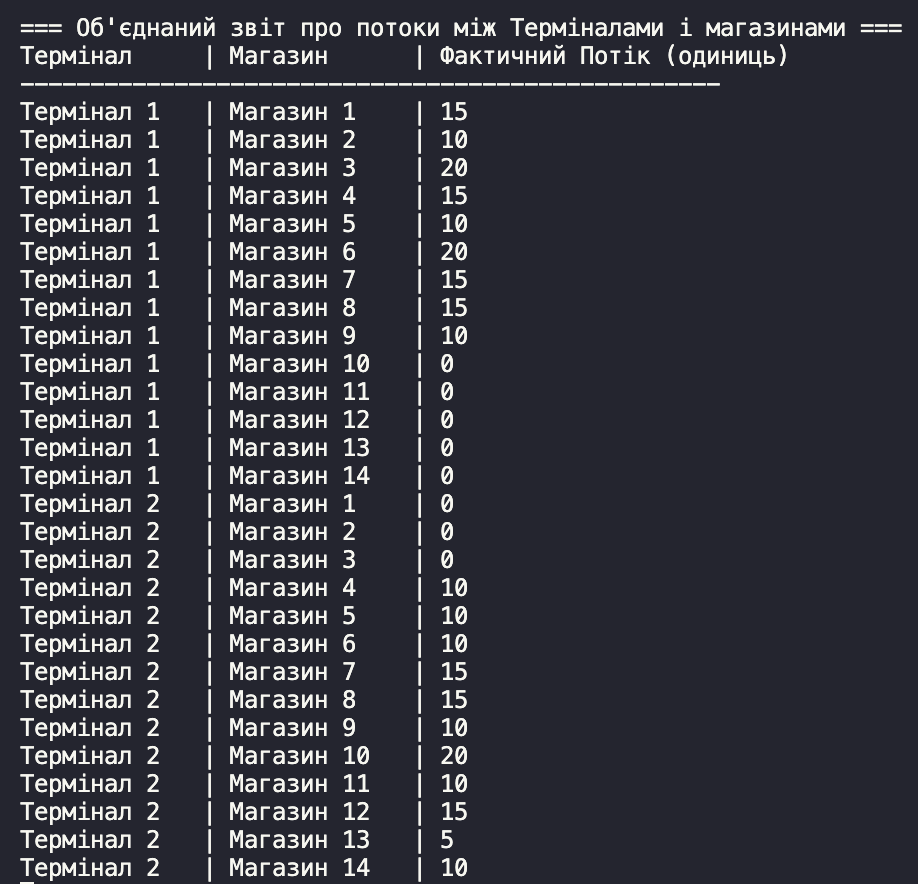 === Об'єднаний звіт про потоки між Терміналами і магазинами ===
Термінал | Магазин | Фактичний Потік (одиниць)
--------------------------------------------------
Термінал 1 | Магазин 1 | 15
Термінал 1 | Магазин 2 | 10
Термінал 1 | Магазин 3 | 20
Термінал 1 | Магазин 4 | 15
Термінал 1 | Магазин 5 | 10
Термінал 1 | Магазин 6 | 20
Термінал 1 | Магазин 7 | 15
Термінал 1 | Магазин 8 | 15
Термінал 1 | Магазин 9 | 10
Термінал 1 | Магазин 10 | 0
Термінал 1 | Магазин 11 | 0
Термінал 1 | Магазин 12 | 0
Термінал 1 | Магазин 13 | 0
Термінал 1 | Магазин 14 | 0
Термінал 2 | Магазин 1 | 0
Термінал 2 | Магазин 2 | 0
Термінал 2 | Магазин 3 | 0
Термінал 2 | Магазин 4 | 10
Термінал 2 | Магазин 5 | 10
Термінал 2 | Магазин 6 | 10
Термінал 2 | Магазин 7 | 15
Термінал 2 | Магазин 8 | 15
Термінал 2 | Магазин 9 | 10
Термінал 2 | Магазин 10 | 20
Термінал 2 | Магазин 11 | 10
Термінал 2 | Магазин 12 | 15
Термінал 2 | Магазин 13 | 5
Термінал 2 | Магазин 14 | 10